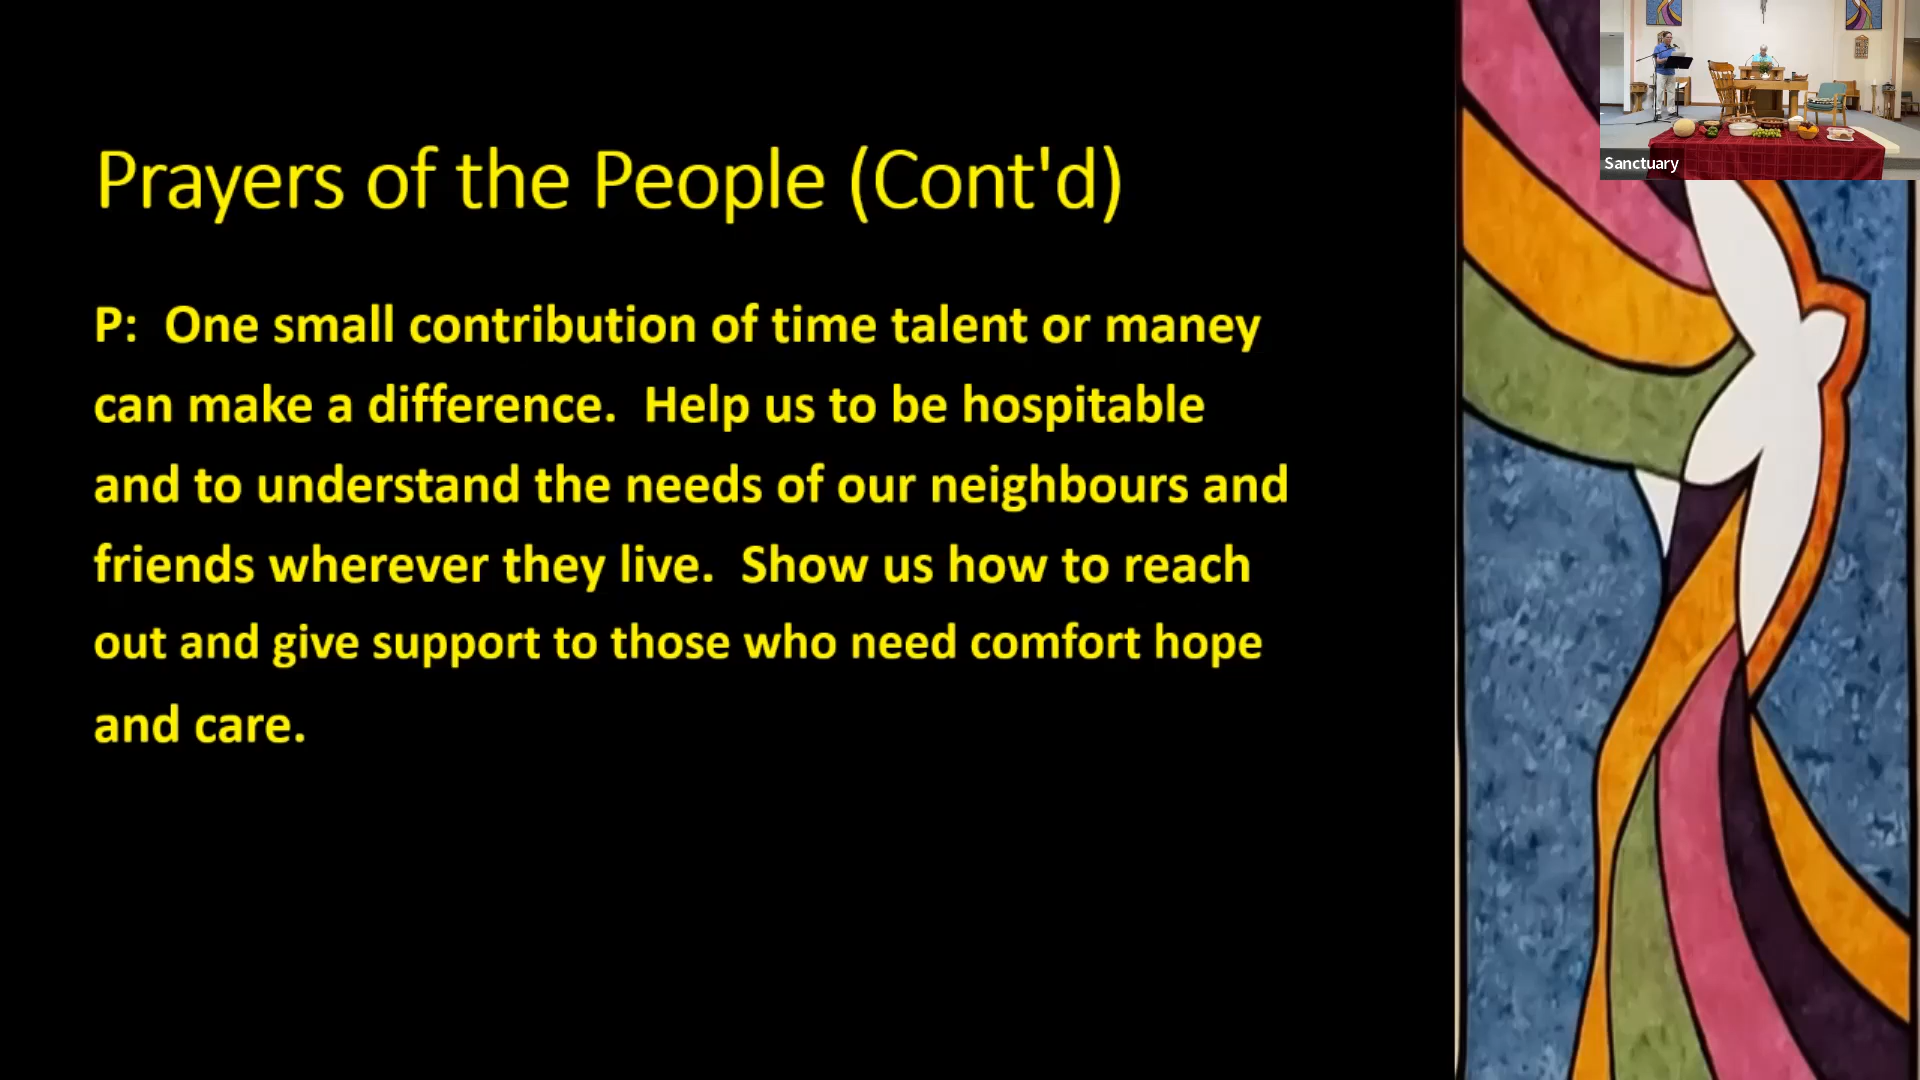 Prayers of the People (Cont'd)
P:  One small contribution of time talent or maney
can make a difference.  Help us to be hospitable
and to understand the needs of our neighbours and
friends wherever they live.  Show us how to reach
out and give support to those who need comfort hope
and care.
Sanctuary